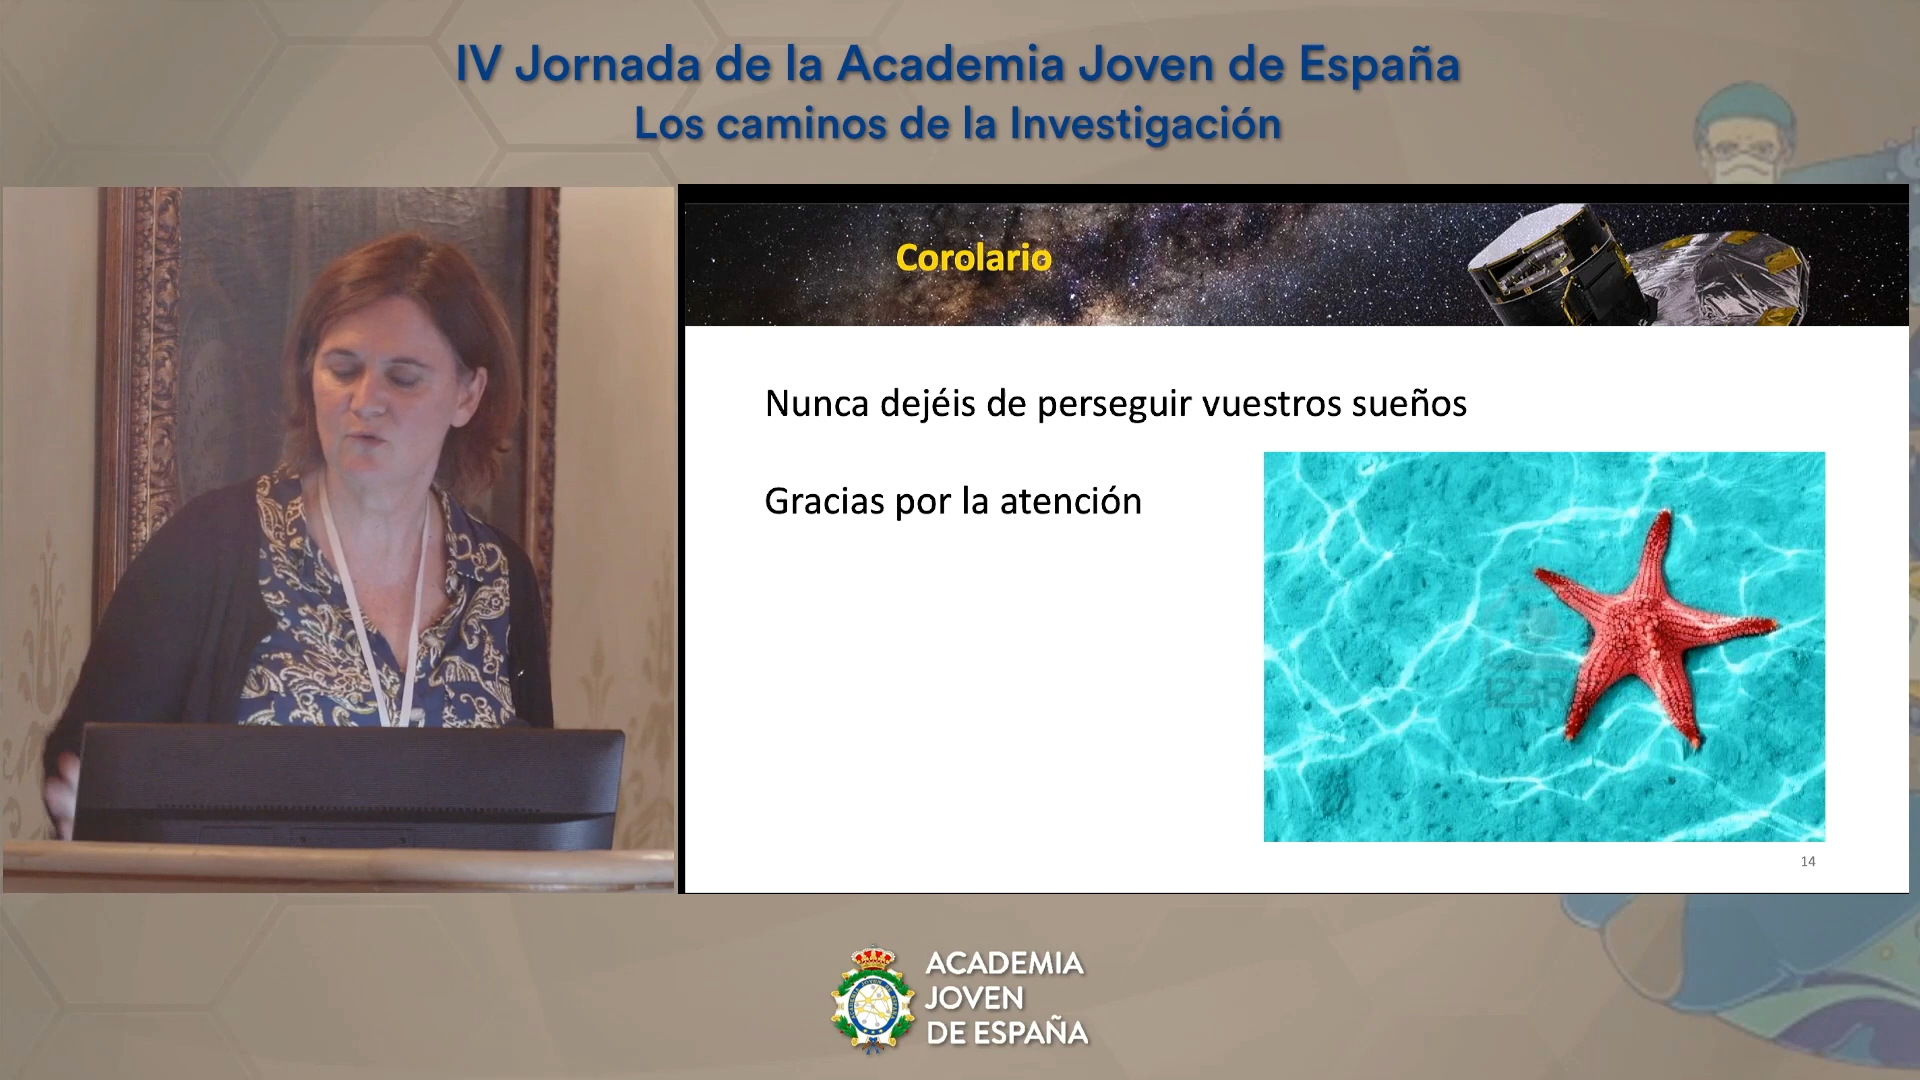 IV Jornada de la Academia Joven de España
Los caminos de la Investigación
Corolario
Nunca dejéis de perseguir vuestros sueños
Gracias por la atención
14
ACADEMIA
JOVEN
DE ESPAÑA